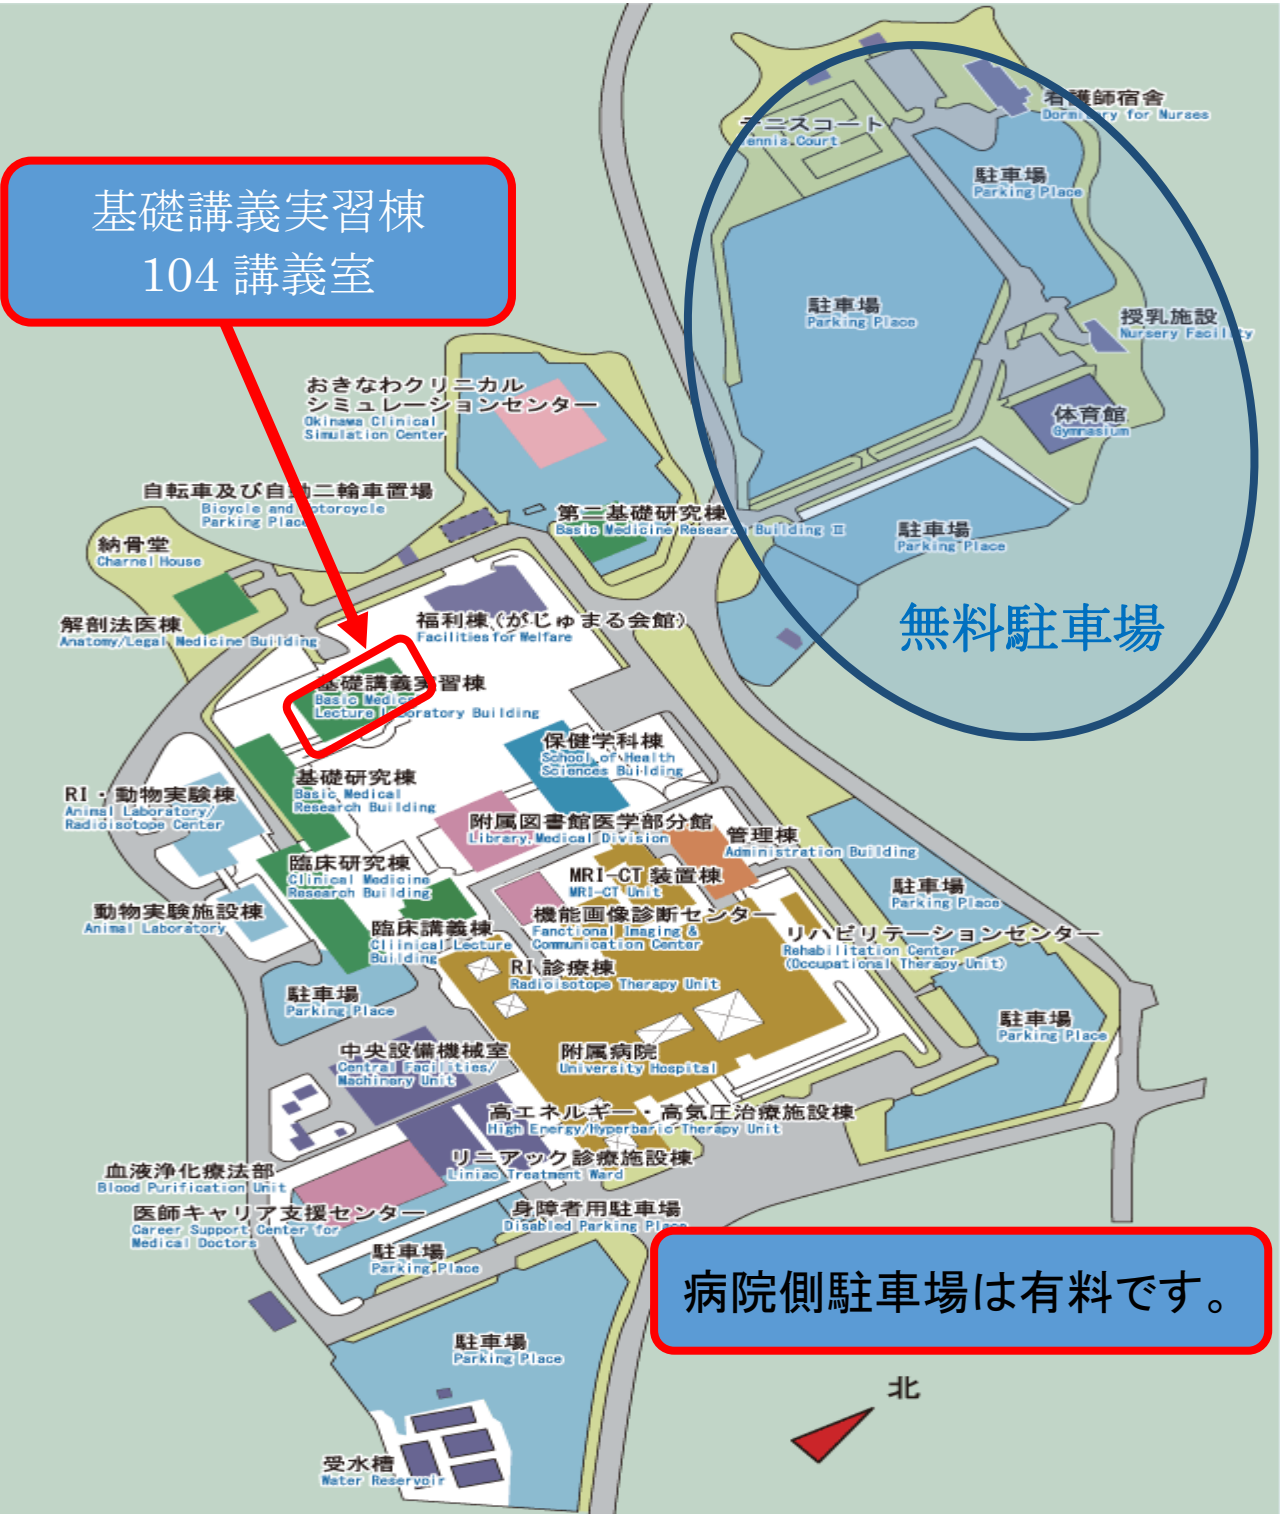 看護師宿舎
Dormitory for Nurses
テニスコート
Tennis Court
駐車場
Parking Place
基礎講義実習棟
104 講義室
駐車場
Parking Place
授乳施設
Nursery Facility
体育館
Gymnasium
おきなわクリニカル
シミュレーションセンター
Okinawa Clinical
Simulation Center
自転車及び自動二輪車置場
Bicycle and Motorcycle
Parking Place
第二基礎研究棟
Basic Medicine Research Building Ⅱ
駐車場
Parking Place
納骨堂
Charnel House
無料駐車場
解剖法医棟
Anatomy/Legal Medicine Building
福利棟(がじゅまる会館)
Facilities for Welfare
基礎講義実習棟
Basic Medical
Lecture Laboratory Building
保健学科棟
School of Health
Sciences Building
基礎研究棟
Basic Medical
Research Building
RI・動物実験棟
Animal Laboratory/
Radioisotope Center
附属図書館医学部分館
Library,Medical Division
管理棟
Administration Building
臨床研究棟
Clinical Medicine
Research Building
MRI-CT 装置棟
MRI-CT Unit
駐車場
Parking Place
動物実験施設棟
Animal Laboratory
臨床講義棟
Cliinical Lecture
Building
機能画像診断センター
Fanctional Imaging &
Communication Center
リハビリテーションセンター
Rehabilitation Center
(Occupational Therapy Unit)
RI 診療棟
Radioisotope Therapy Unit
駐車場
Parking Place
駐車場
Parking Place
中央設備機械室
Central Facilities/
Machinery Unit
附属病院
University Hospital
高エネルギー・高気圧治療施設棟
High Energy/Hyperbaric Therapy Unit
リニアック診療施設棟
Liniac Treatment Ward
血液浄化療法部
Blood Purification Unit
医師キャリア支援センター
Career Support Center for
Medical Doctors
身障者用駐車場
Disabled Parking Place
駐車場
Parking Place
病院側駐車場は有料です。
駐車場
Parking Place
北
受水槽
Water Reservoir